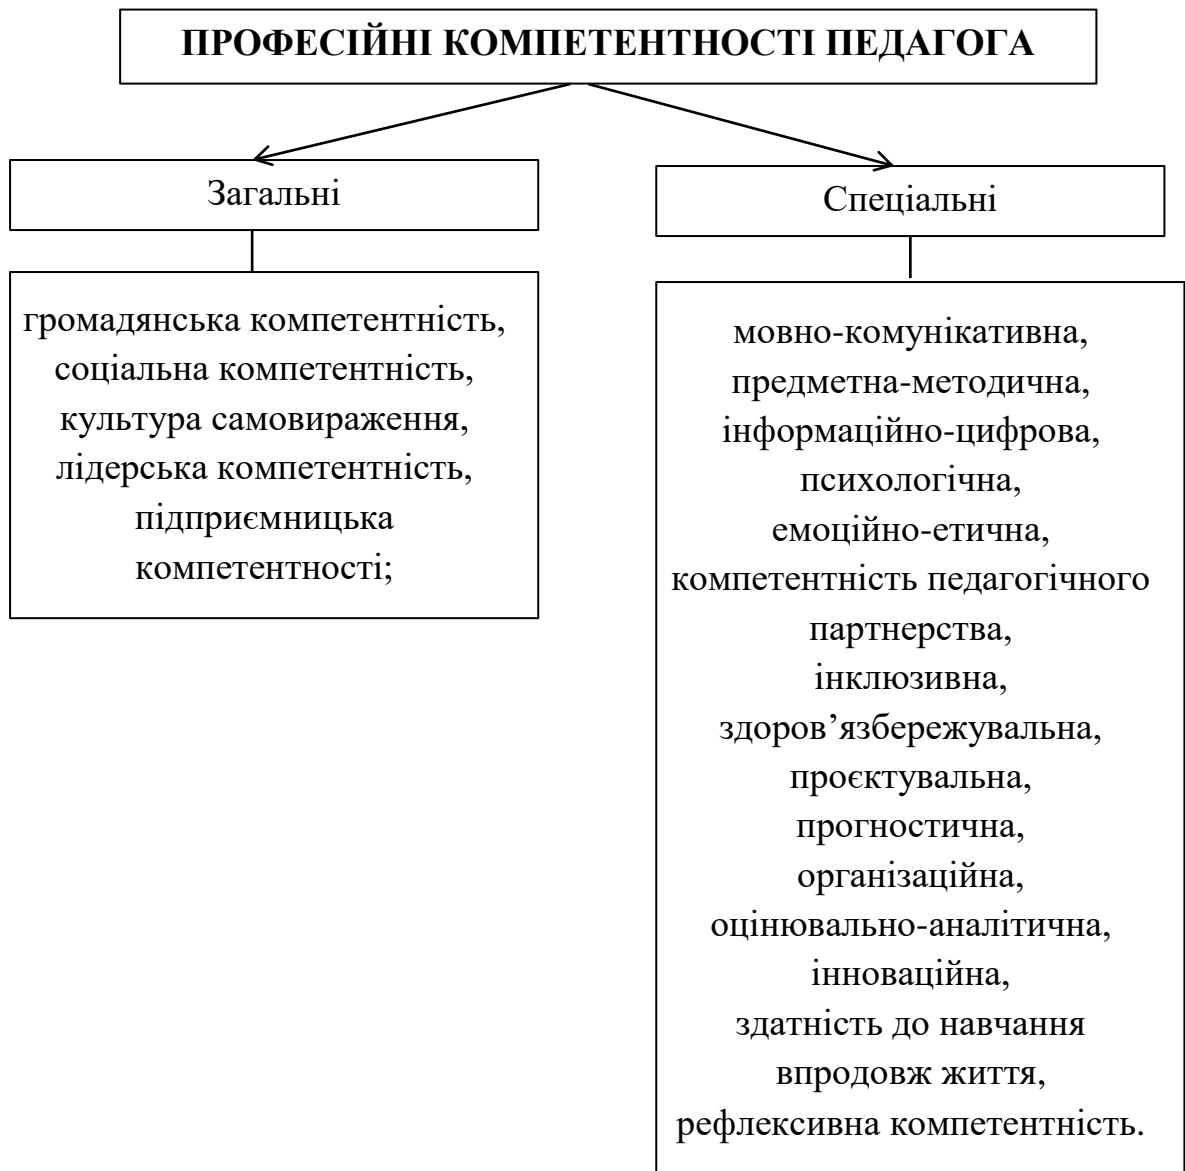 ПРОФЕСІЙНІ КОМПЕТЕНТНОСТІ ПЕДАГОГА
Загальні
громадянська компетентність,
соціальна компетентність,
культура самовираження,
лідерська компетентність,
підприємницька
компетентності;
Спеціальні
мовно-комунікативна,
предметна-методична,
інформаційно-цифрова,
психологічна,
емоційно-етична,
компетентність педагогічного
партнерства,
інклюзивна,
здоров’язбережувальна,
проєктувальна,
прогностична,
організаційна,
оцінювально-аналітична,
інноваційна,
здатність до навчання
впродовж життя,
рефлексивна компетентність.